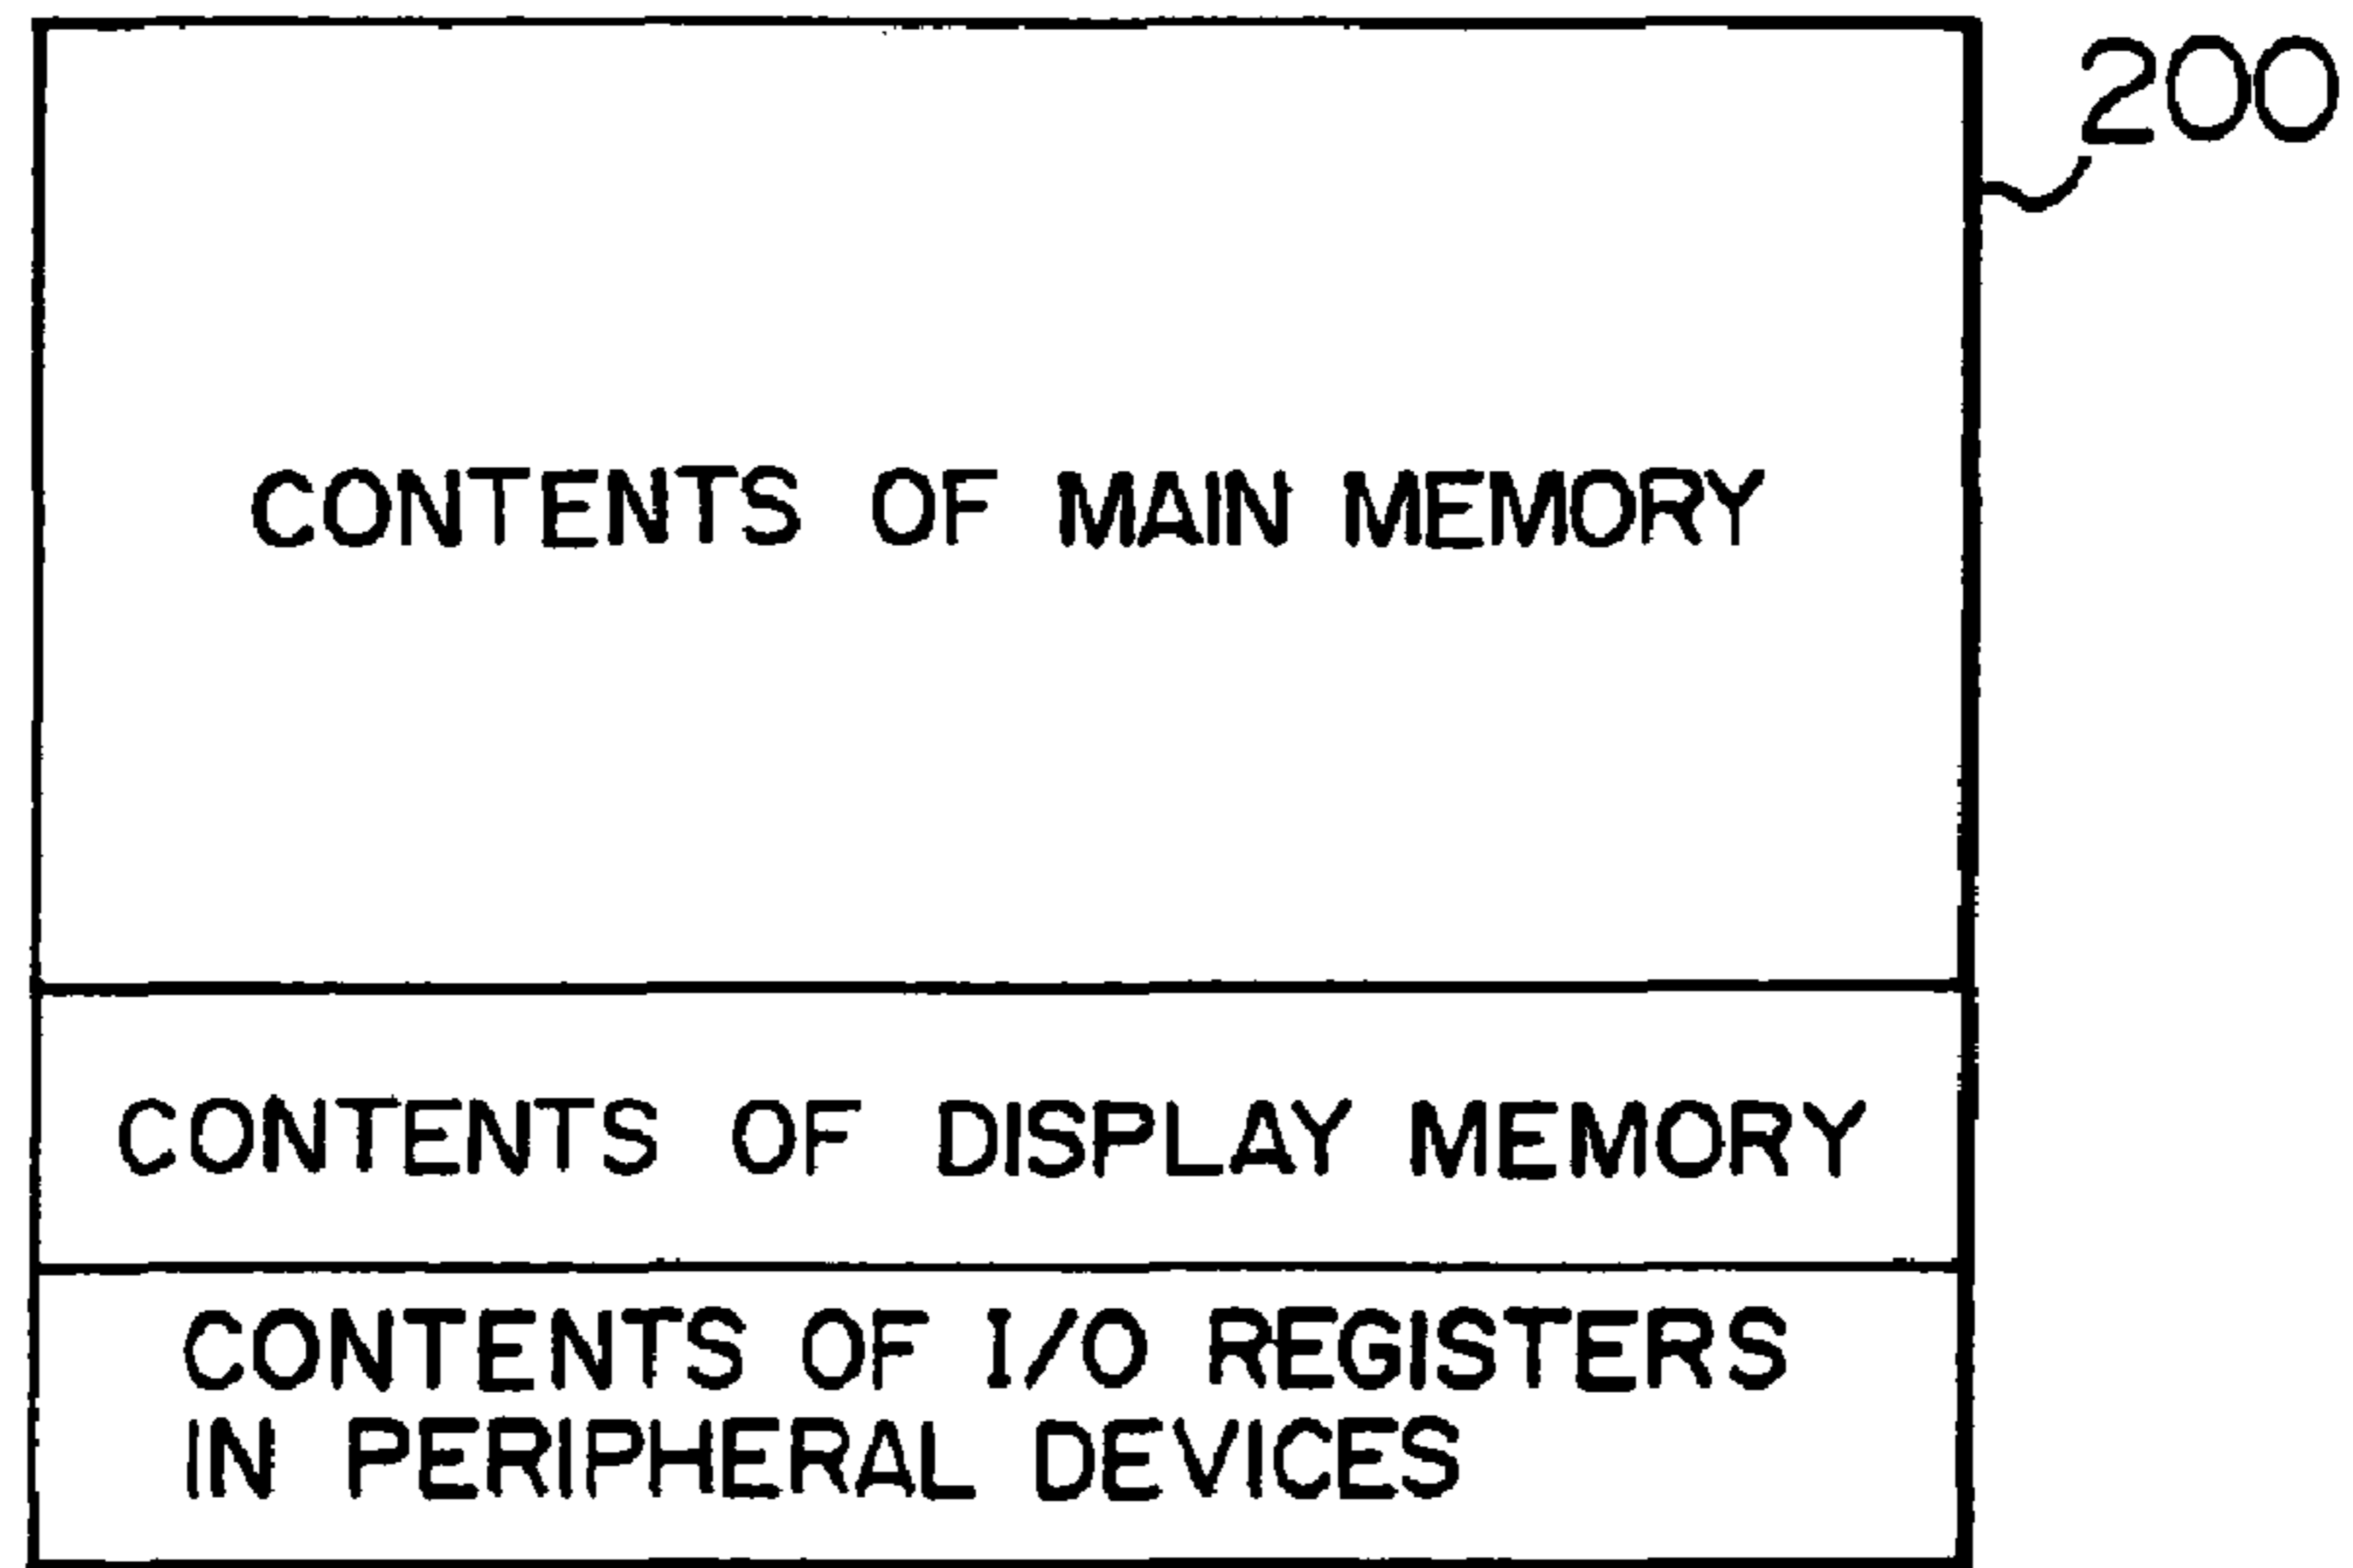 200
CONTENTS OF MAIN MEMORY
CONTENTS OF DISPLAY MEMORY
CONTENTS OF I/O REGISTERS
IN PERIPHERAL DEVICES